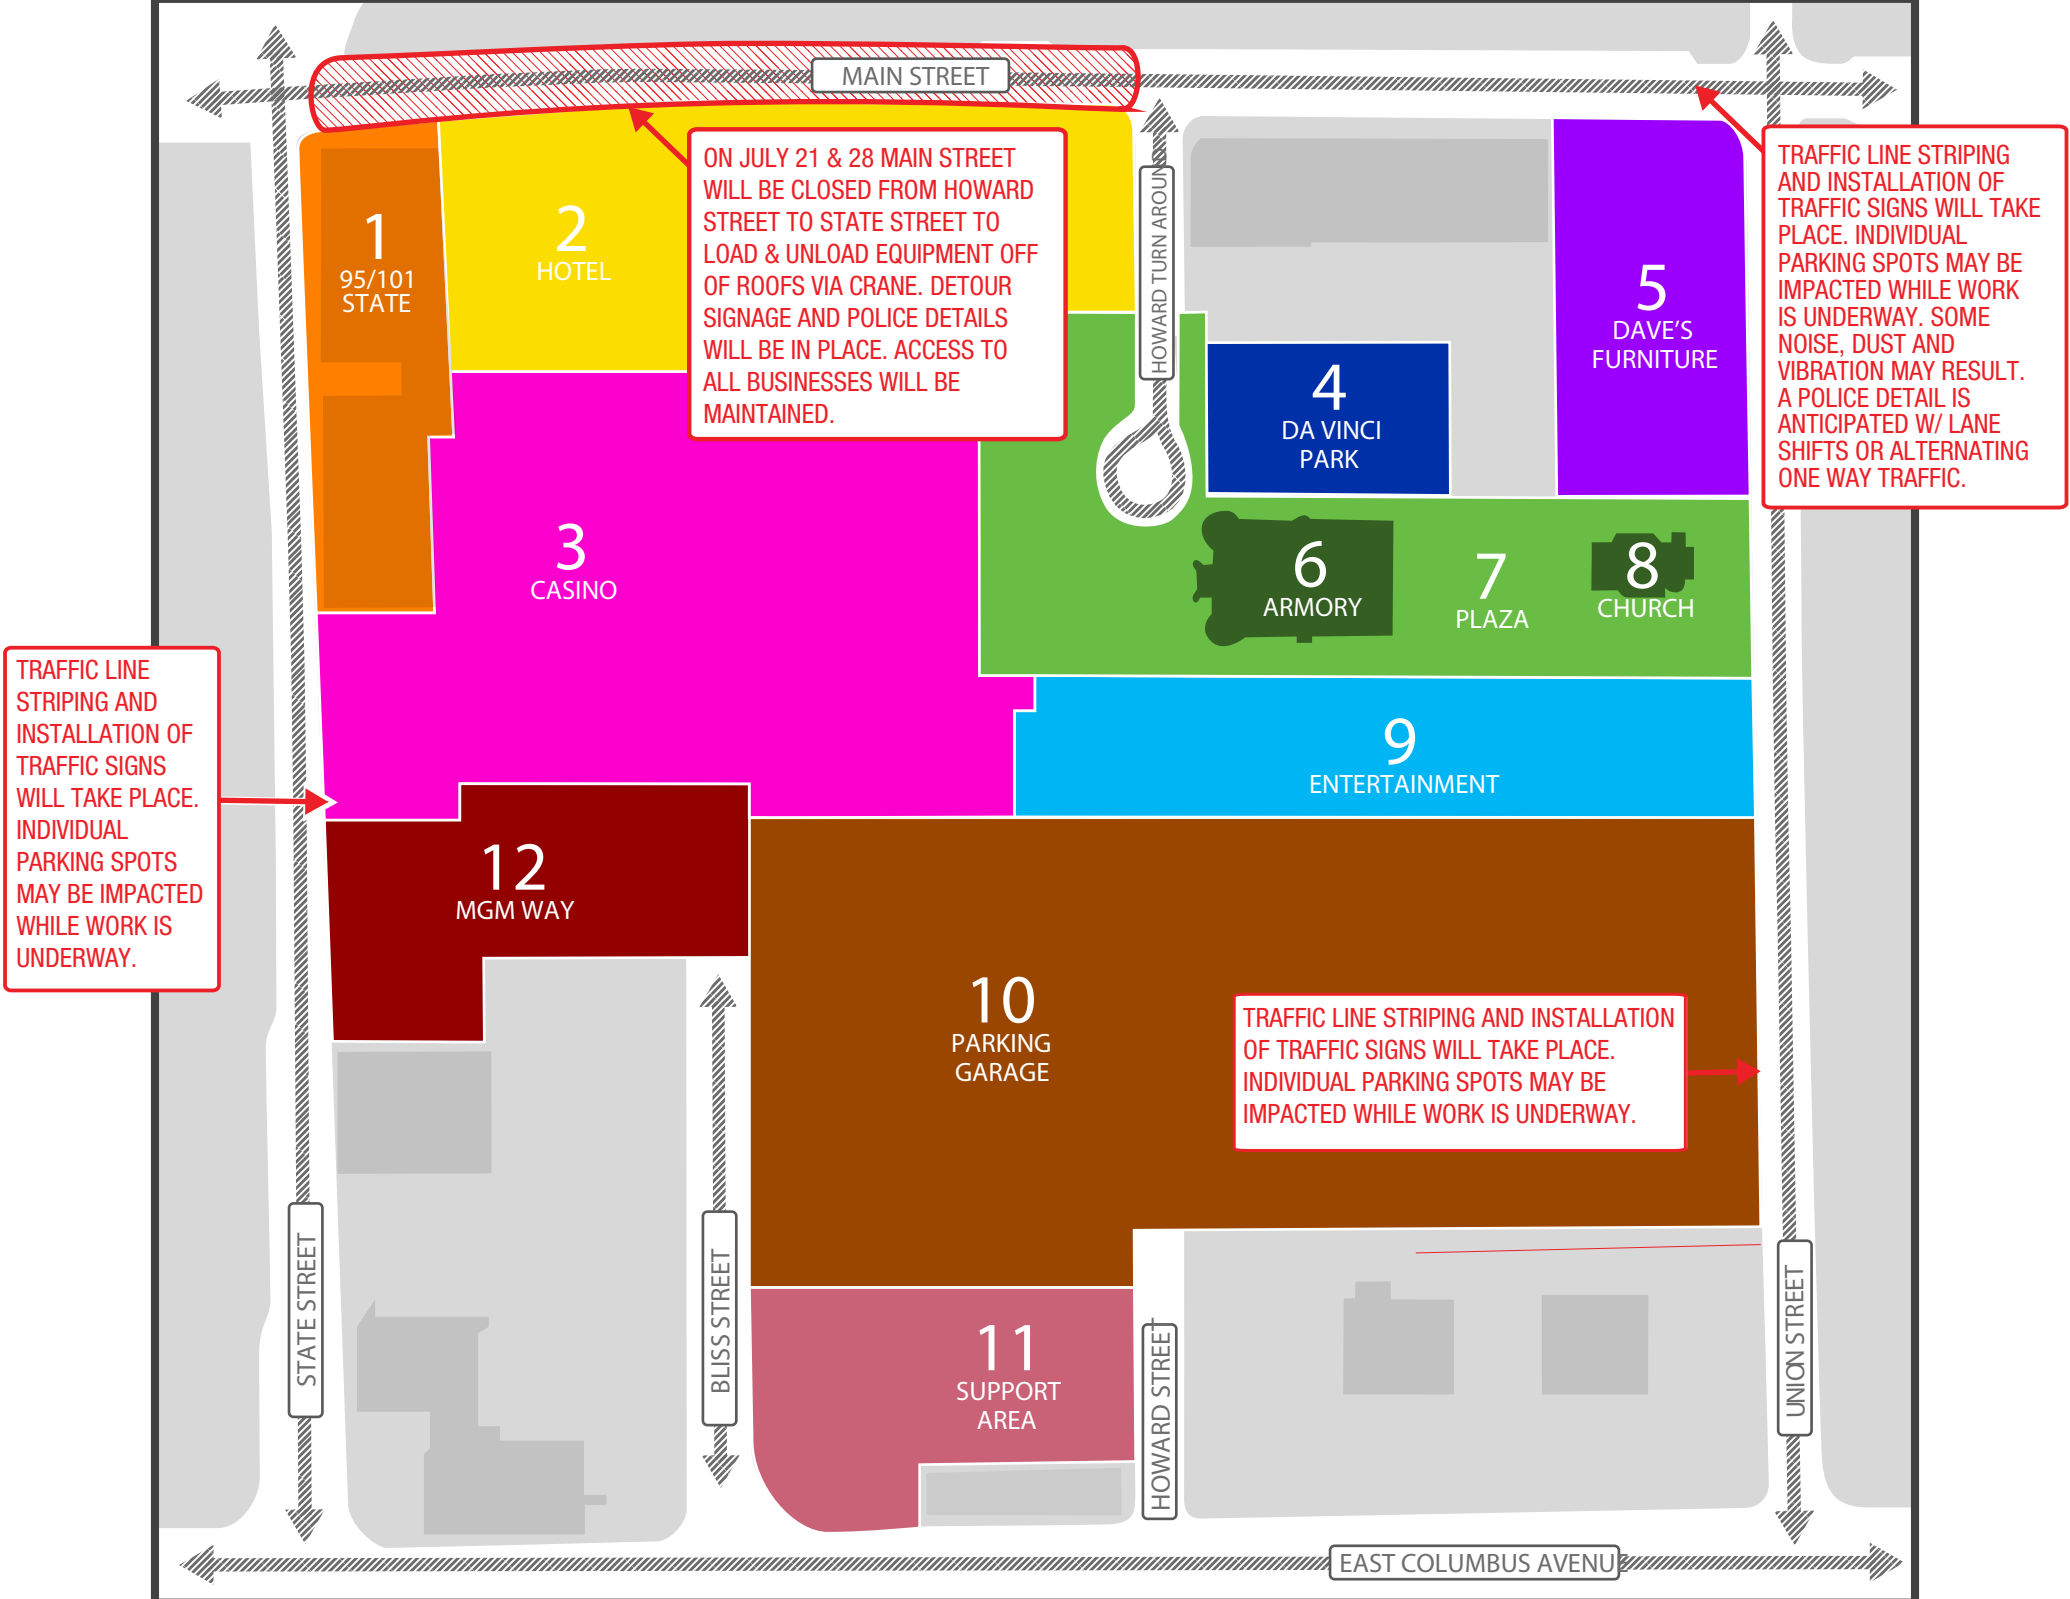 MAIN STREET
ON JULY 21 & 28 MAIN STREET
WILL BE CLOSED FROM HOWARD
STREET TO STATE STREET TO
LOAD & UNLOAD EQUIPMENT OFF
OF ROOFS VIA CRANE. DETOUR
SIGNAGE AND POLICE DETAILS
WILL BE IN PLACE. ACCESS TO
ALL BUSINESSES WILL BE
MAINTAINED.
TRAFFIC LINE STRIPING
AND INSTALLATION OF
TRAFFIC SIGNS WILL TAKE
PLACE. INDIVIDUAL
PARKING SPOTS MAY BE
IMPACTED WHILE WORK
IS UNDERWAY. SOME
NOISE, DUST AND
VIBRATION MAY RESULT.
A POLICE DETAIL IS
ANTICIPATED W/ LANE
SHIFTS OR ALTERNATING
ONE WAY TRAFFIC.
1
95/101
STATE
2
HOTEL
HOWARD TURN AROUND
5
DAVE'S
FURNITURE
4
DA VINCI
PARK
3
CASINO
6
ARMORY
7
PLAZA
8
CHURCH
TRAFFIC LINE
STRIPING AND
INSTALLATION OF
TRAFFIC SIGNS
WILL TAKE PLACE.
INDIVIDUAL
PARKING SPOTS
MAY BE IMPACTED
WHILE WORK IS
UNDERWAY.
9
ENTERTAINMENT
12
MGM WAY
10
PARKING
GARAGE
TRAFFIC LINE STRIPING AND INSTALLATION
OF TRAFFIC SIGNS WILL TAKE PLACE.
INDIVIDUAL PARKING SPOTS MAY BE
IMPACTED WHILE WORK IS UNDERWAY.
STATE STREET
BLISS STREET
11
SUPPORT
AREA
HOWARD STREET
UNION STREET
EAST COLUMBUS AVENUE